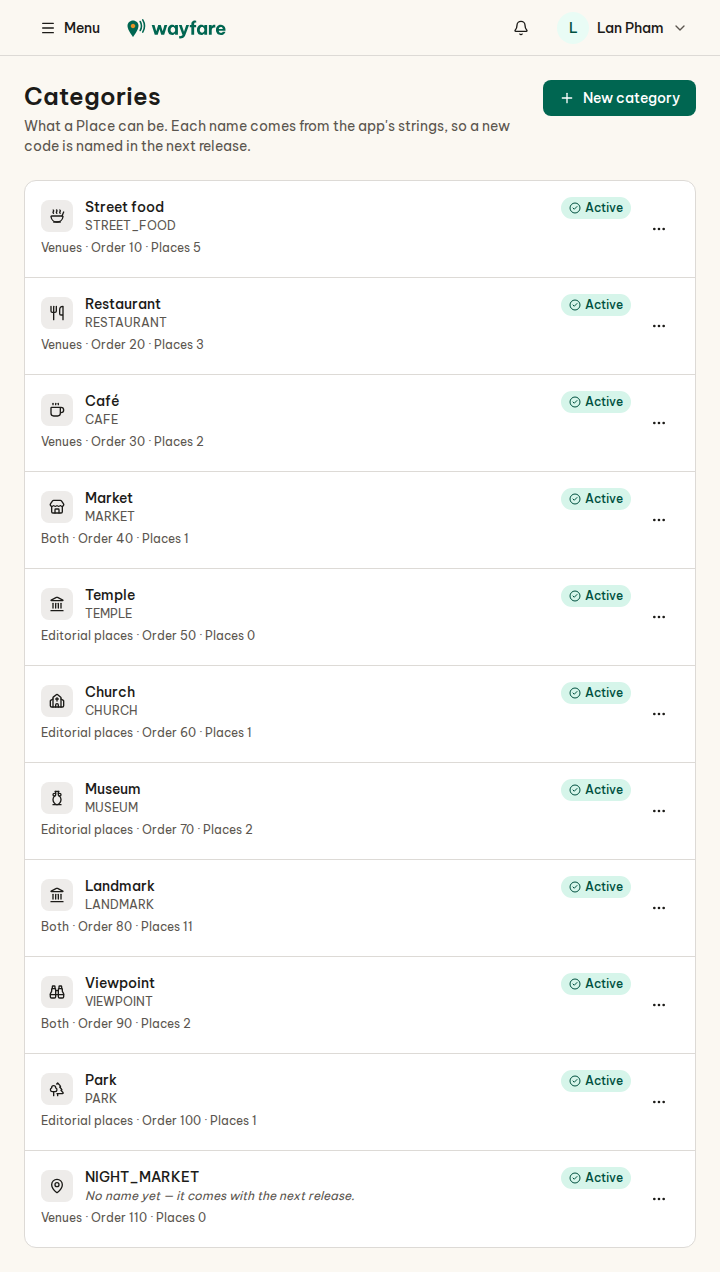 Menu
wayfare
L
Lan Pham
Categories
New category
What a Place can be. Each name comes from the app's strings, so a new
code is named in the next release.
Street food
Active
STREET_FOOD
Venues · Order 10 · Places 5
Restaurant
Active
RESTAURANT
Venues · Order 20 · Places 3
Café
Active
CAFE
Venues · Order 30 · Places 2
Market
Active
MARKET
Both · Order 40 · Places 1
Temple
Active
TEMPLE
Editorial places · Order 50 · Places 0
Church
Active
CHURCH
Editorial places · Order 60 · Places 1
Museum
Active
MUSEUM
Editorial places · Order 70 · Places 2
Landmark
Active
LANDMARK
Both · Order 80 · Places 11
Viewpoint
Active
VIEWPOINT
Both · Order 90 · Places 2
Park
Active
PARK
Editorial places · Order 100 · Places 1
NIGHT_MARKET
Active
No name yet — it comes with the next release.
Venues · Order 110 · Places 0